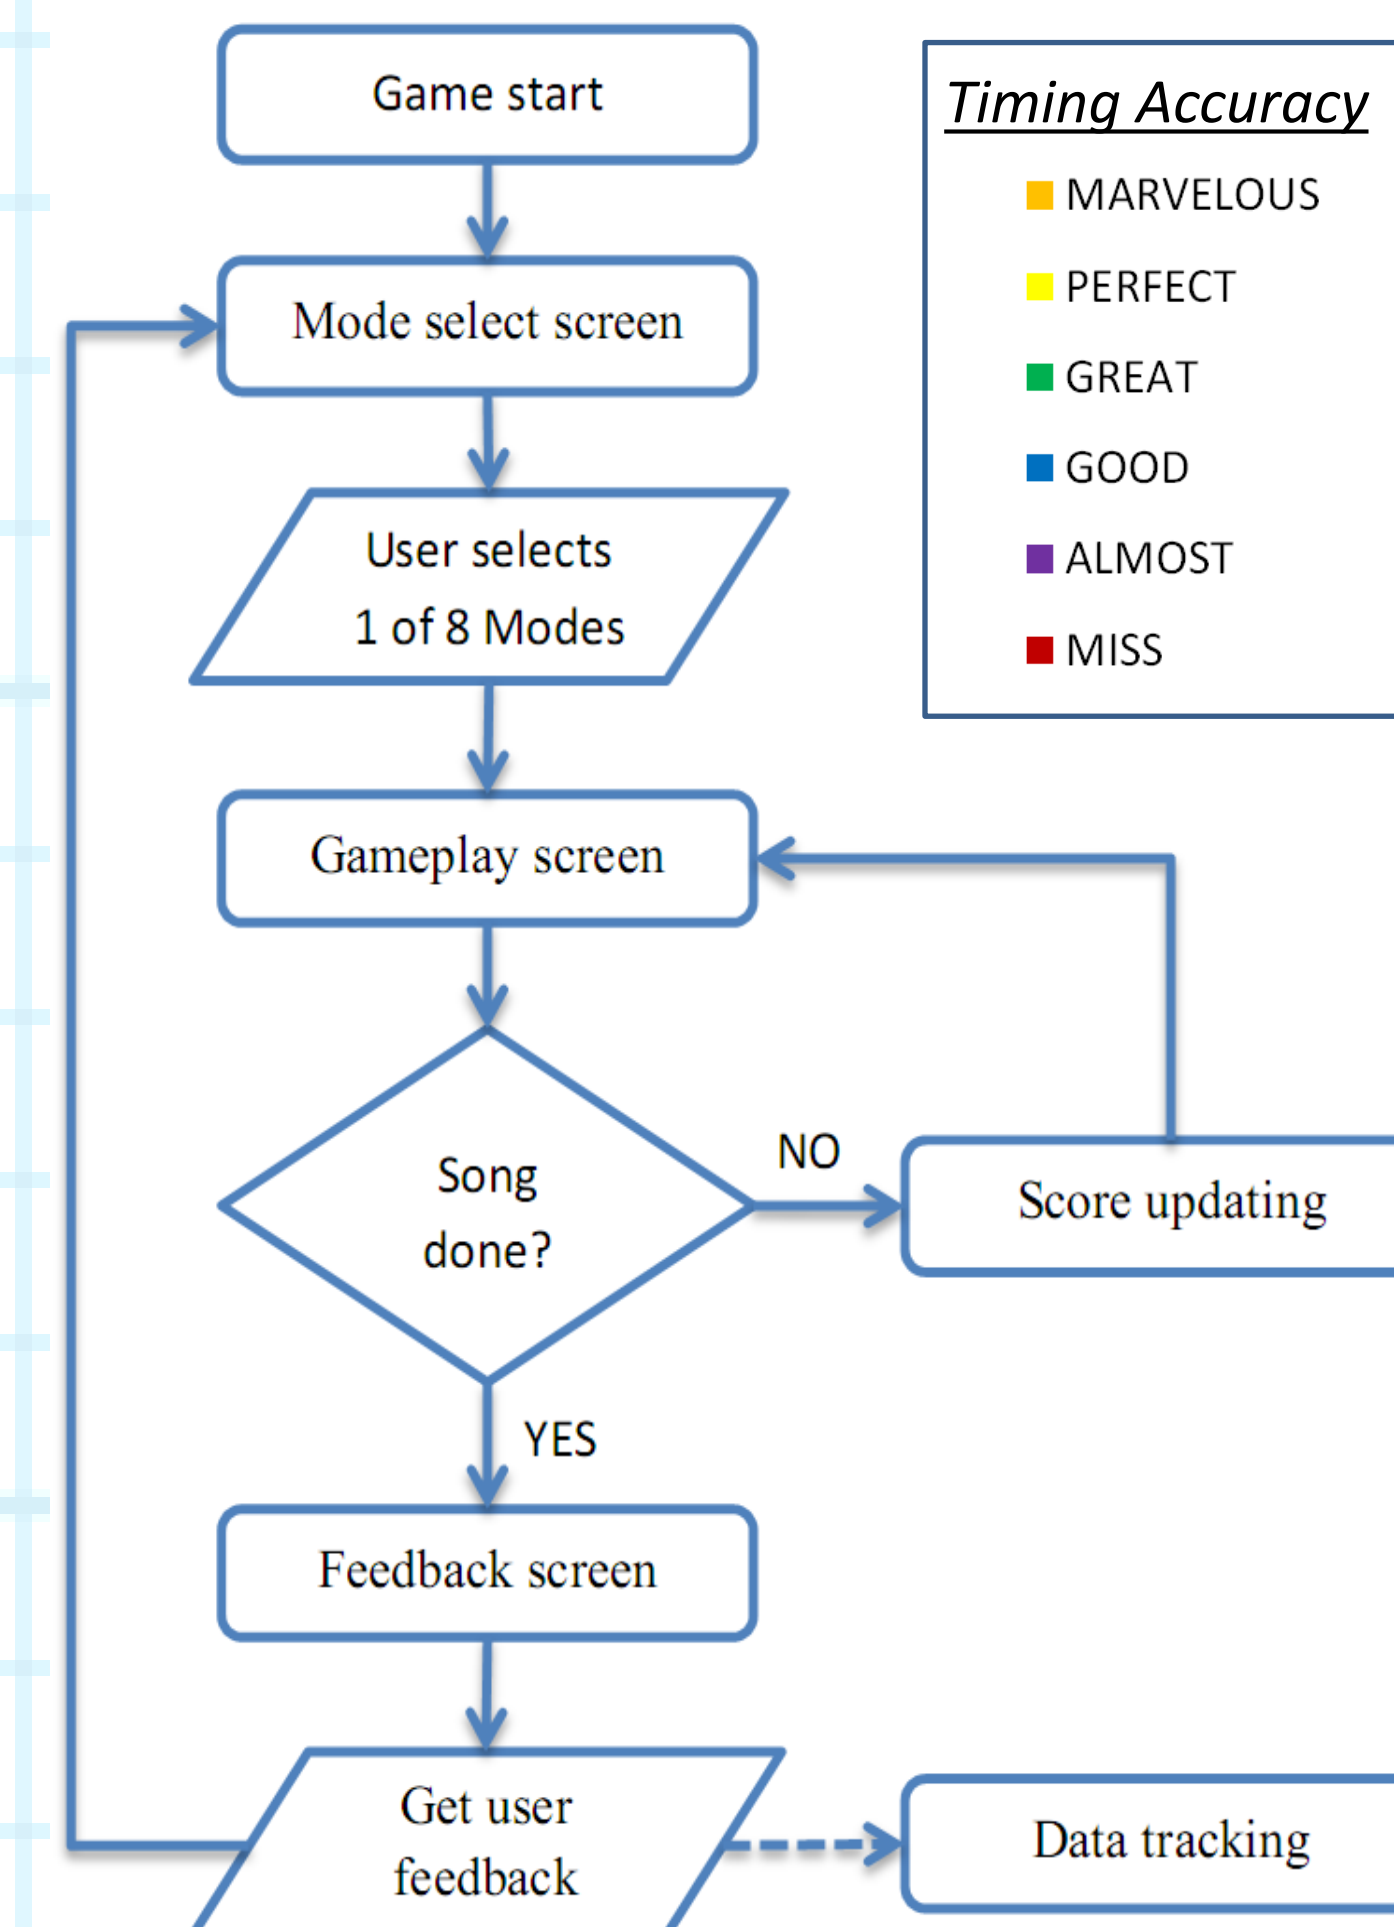 Game start
Timing Accuracy
MARVELOUS
PERFECT
GREAT
GOOD
ALMOST
MISS
Mode select screen
User selects
1 of 8 Modes
Gameplay screen
Song
done?
NO
Score updating
YES
Feedback screen
Get user
feedback
Data tracking